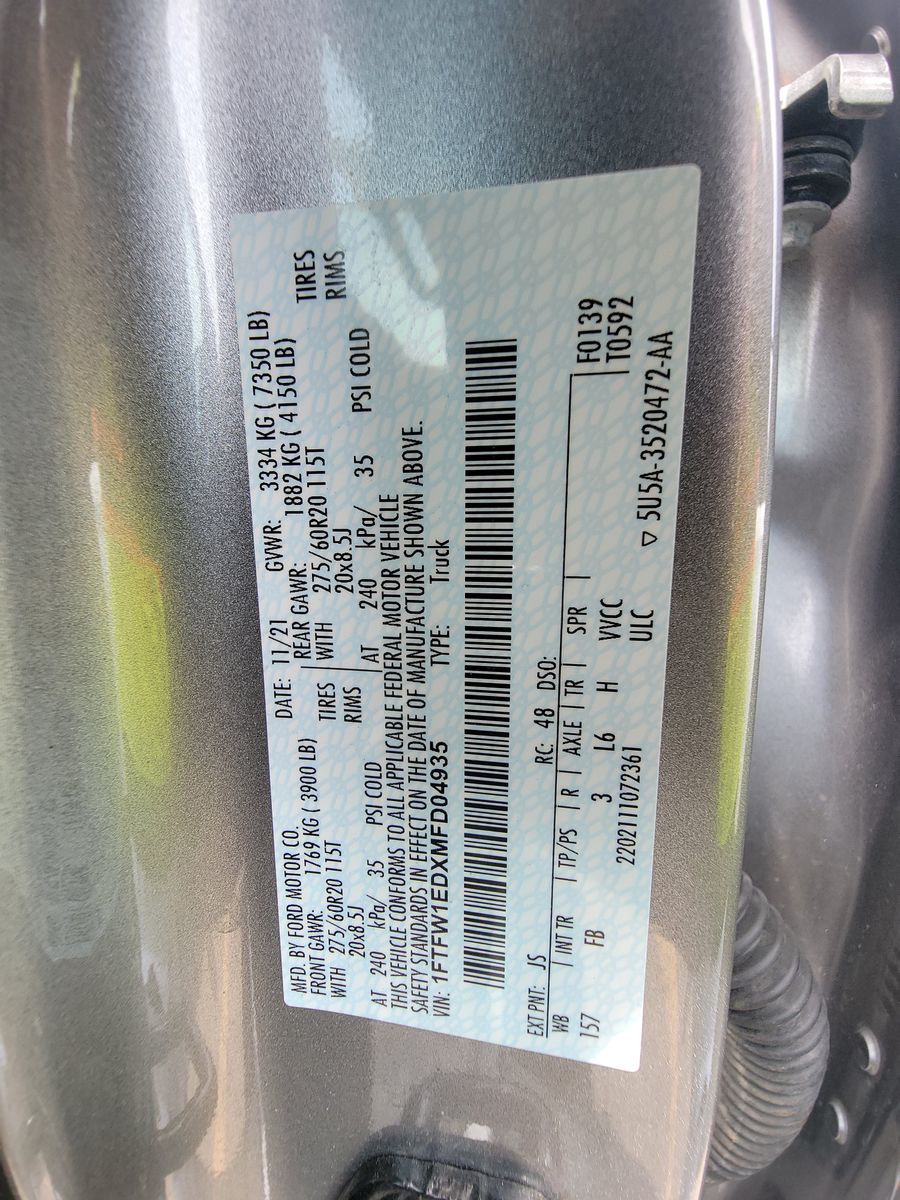 MFD. BY FORD MOTOR CO. DATE: 11/21 GVWR: 3334 KG ( 7350 LB)
FRONT GAWR: 1769 KG ( 3900 LB) REAR GAWR: 1882 KG ( 4150 LB)
WITH 275/60R20 115T TIRES WITH 275/60R20 115T TIRES
20x8.5J RIMS 20x8.5J RIMS
AT 240 kPa/ 35 PSI COLD AT 240 kPa/ 35 PSI COLD
THIS VEHICLE CONFORMS TO ALL APPLICABLE FEDERAL MOTOR VEHICLE
SAFETY STANDARDS IN EFFECT ON THE DATE OF MANUFACTURE SHOWN ABOVE.
VIN: 1FTFW1EDXMFD04935 TYPE: Truck
EXT PNT: JS RC: 48 DSO: F0139
WB INT TR TP/PS R AXLE TR SPR T0592
157 FB 3 L6 H VVCC
2202111072361 ULC ▽ 5U5A-3520472-AA